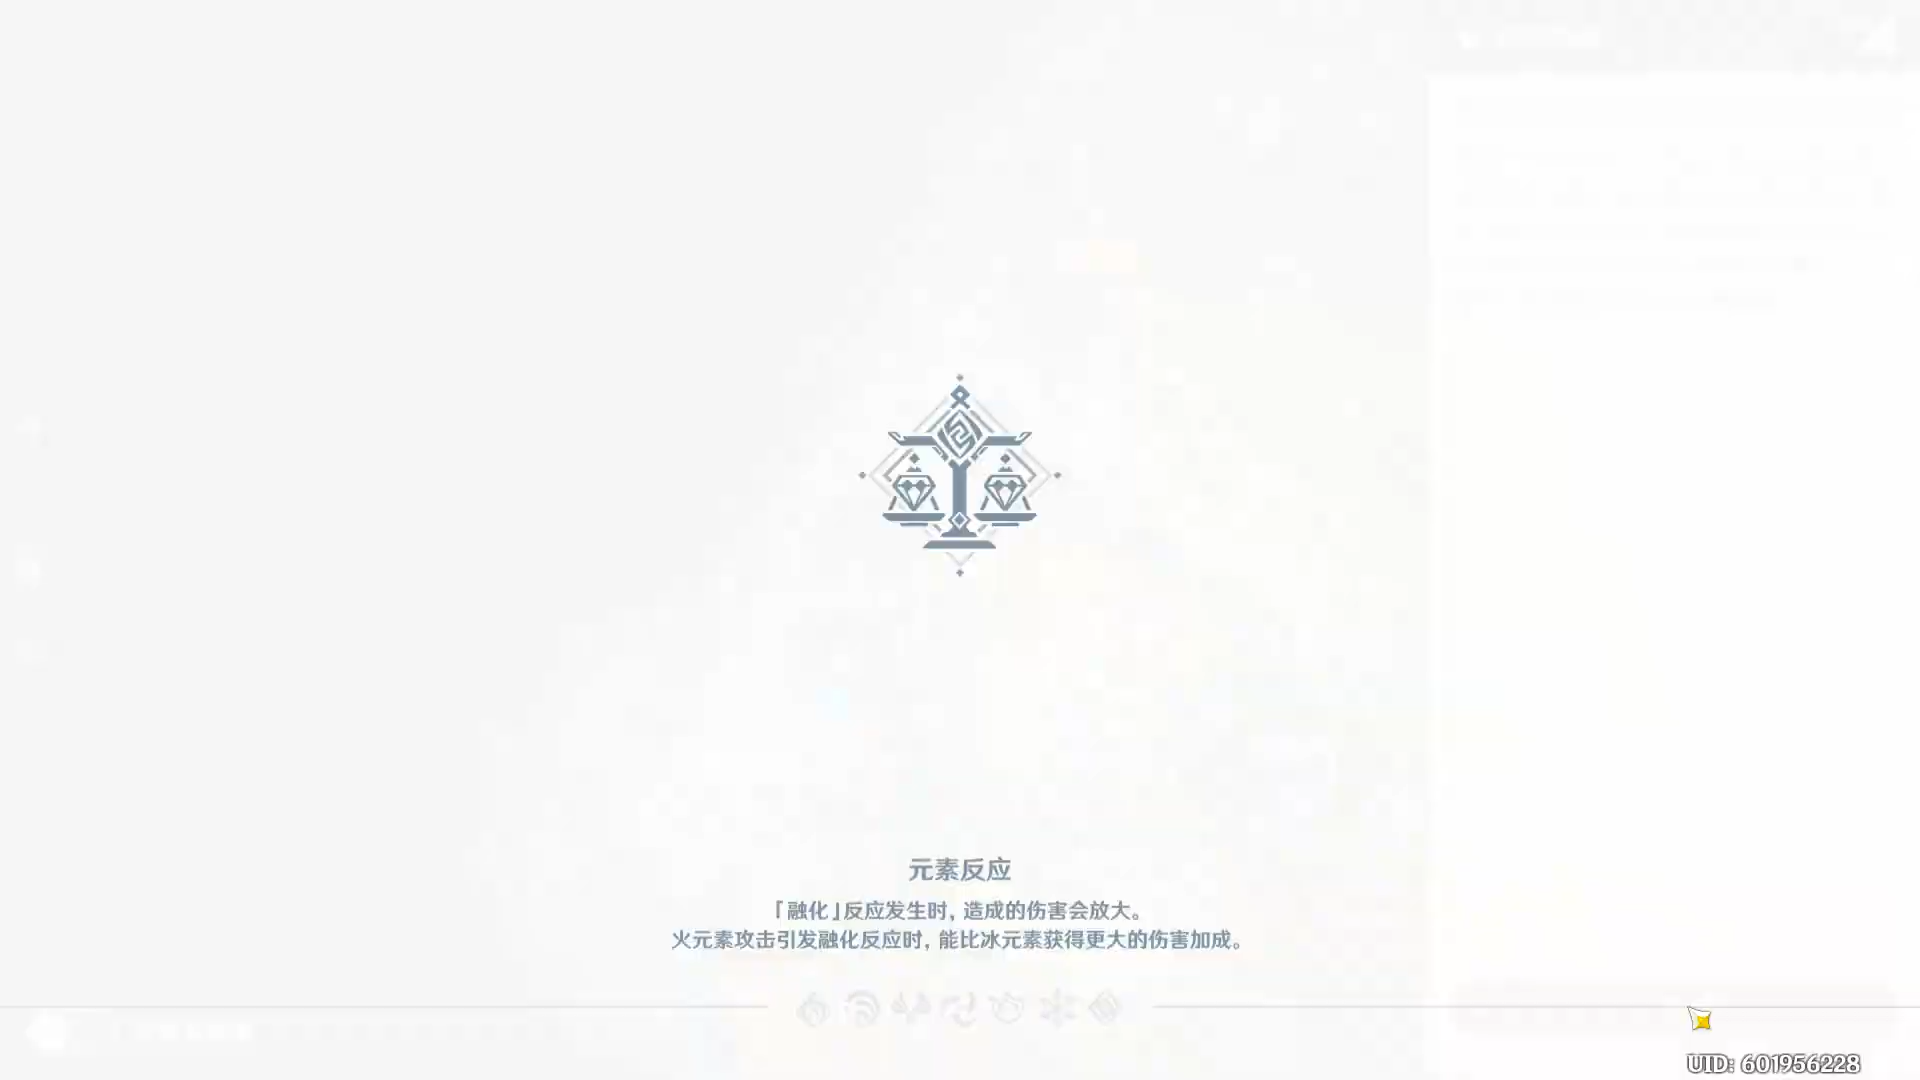 元素反应
「融化」反应发生时，造成的伤害会放大。
火元素攻击引发融化反应时，能比冰元素获得更大的伤害加成。
UID: 601956228